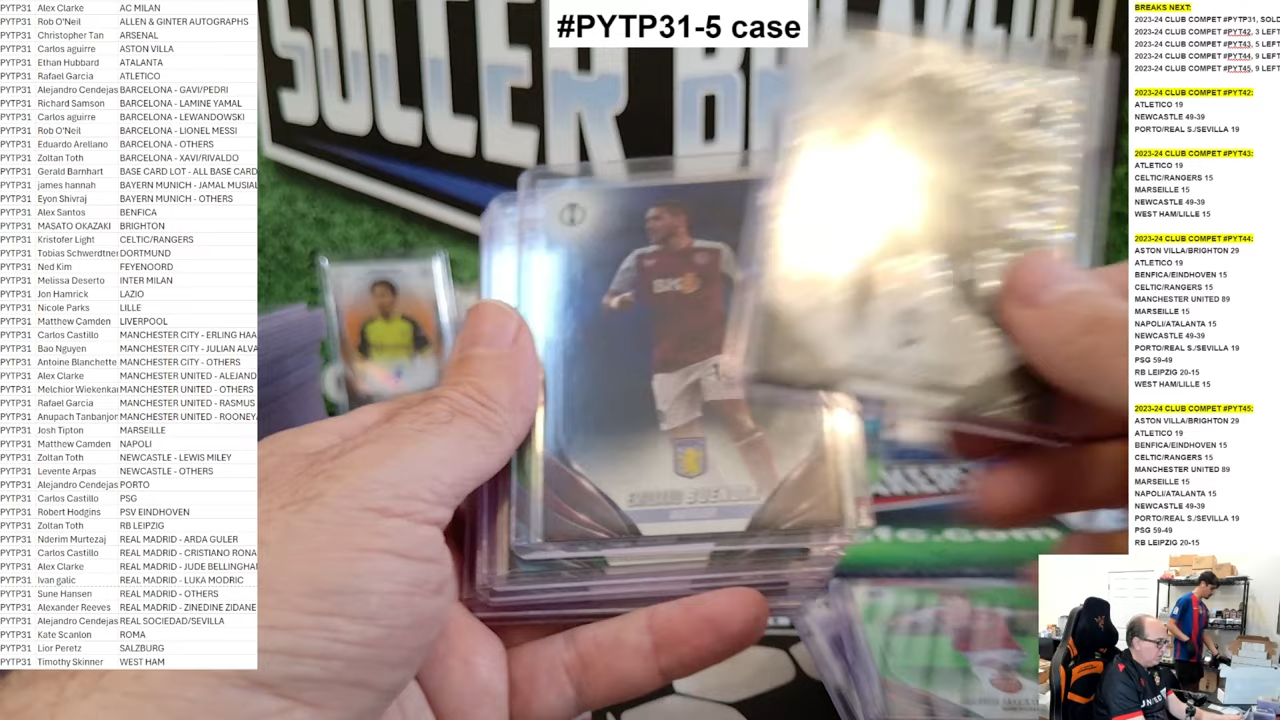 #PYTP31-5 case
PYTP31 Alex Clarke AC MILAN
PYTP31 Rob O'Neil ALLEN & GINTER AUTOGRAPHS
PYTP31 Christopher Tan ARSENAL
PYTP31 Carlos aguirre ASTON VILLA
PYTP31 Ethan Hubbard ATALANTA
PYTP31 Rafael Garcia ATLETICO
PYTP31 Alejandro Cendejas BARCELONA - GAVI/PEDRI
PYTP31 Richard Samson BARCELONA - LAMINE YAMAL
PYTP31 Carlos aguirre BARCELONA - LEWANDOWSKI
PYTP31 Rob O'Neil BARCELONA - LIONEL MESSI
PYTP31 Eduardo Arellano BARCELONA - OTHERS
PYTP31 Zoltan Toth BARCELONA - XAVI/RIVALDO
PYTP31 Gerald Barnhart BASE CARD LOT - ALL BASE CARD
PYTP31 james hannah BAYERN MUNICH - JAMAL MUSIAL
PYTP31 Eyon Shivraj BAYERN MUNICH - OTHERS
PYTP31 Alex Santos BENFICA
PYTP31 MASATO OKAZAKI BRIGHTON
PYTP31 Kristofer Light CELTIC/RANGERS
PYTP31 Tobias Schwerdtner DORTMUND
PYTP31 Ned Kim FEYENOORD
PYTP31 Melissa Deserto INTER MILAN
PYTP31 Jon Hamrick LAZIO
PYTP31 Nicole Parks LILLE
PYTP31 Matthew Camden LIVERPOOL
PYTP31 Carlos Castillo MANCHESTER CITY - ERLING HAA
PYTP31 Bao Nguyen MANCHESTER CITY - JULIAN ALVA
PYTP31 Antoine Blanchette MANCHESTER CITY - OTHERS
PYTP31 Alex Clarke MANCHESTER UNITED - ALEJAND
PYTP31 Melchior Wiekenkar MANCHESTER UNITED - OTHERS
PYTP31 Rafael Garcia MANCHESTER UNITED - RASMUS
PYTP31 Anupach Tanbanjor MANCHESTER UNITED - ROONEY
PYTP31 Josh Tipton MARSEILLE
PYTP31 Matthew Camden NAPOLI
PYTP31 Zoltan Toth NEWCASTLE - LEWIS MILEY
PYTP31 Levente Arpas NEWCASTLE - OTHERS
PYTP31 Alejandro Cendejas PORTO
PYTP31 Carlos Castillo PSG
PYTP31 Robert Hodgins PSV EINDHOVEN
PYTP31 Zoltan Toth RB LEIPZIG
PYTP31 Nderim Murtezaj REAL MADRID - ARDA GULER
PYTP31 Carlos Castillo REAL MADRID - CRISTIANO RONA
PYTP31 Alex Clarke REAL MADRID - JUDE BELLINGHA
PYTP31 Ivan galic REAL MADRID - LUKA MODRIC
PYTP31 Sune Hansen REAL MADRID - OTHERS
PYTP31 Alexander Reeves REAL MADRID - ZINEDINE ZIDANE
PYTP31 Alejandro Cendejas REAL SOCIEDAD/SEVILLA
PYTP31 Kate Scanlon ROMA
PYTP31 Lior Peretz SALZBURG
PYTP31 Timothy Skinner WEST HAM
SOCCER BREAKERS
BREAKS NEXT:
2023-24 CLUB COMPET #PYTP31, SOLD
2023-24 CLUB COMPET #PYT42, 3 LEFT
2023-24 CLUB COMPET #PYT43, 5 LEFT
2023-24 CLUB COMPET #PYT44, 9 LEFT
2023-24 CLUB COMPET #PYT45, 9 LEFT
2023-24 CLUB COMPET #PYT42:
ATLETICO 19
NEWCASTLE 49-39
PORTO/REAL S./SEVILLA 19
2023-24 CLUB COMPET #PYT43:
ATLETICO 19
CELTIC/RANGERS 15
MARSEILLE 15
NEWCASTLE 49-39
WEST HAM/LILLE 15
2023-24 CLUB COMPET #PYT44:
ASTON VILLA/BRIGHTON 29
ATLETICO 19
BENFICA/EINDHOVEN 15
CELTIC/RANGERS 15
MANCHESTER UNITED 89
MARSEILLE 15
NAPOLI/ATALANTA 15
NEWCASTLE 49-39
PORTO/REAL S./SEVILLA 19
PSG 59-49
RB LEIPZIG 20-15
WEST HAM/LILLE 15
2023-24 CLUB COMPET #PYT45:
ASTON VILLA/BRIGHTON 29
ATLETICO 19
BENFICA/EINDHOVEN 15
CELTIC/RANGERS 15
MANCHESTER UNITED 89
MARSEILLE 15
NAPOLI/ATALANTA 15
NEWCASTLE 49-39
PORTO/REAL S./SEVILLA 19
PSG 59-49
RB LEIPZIG 20-15